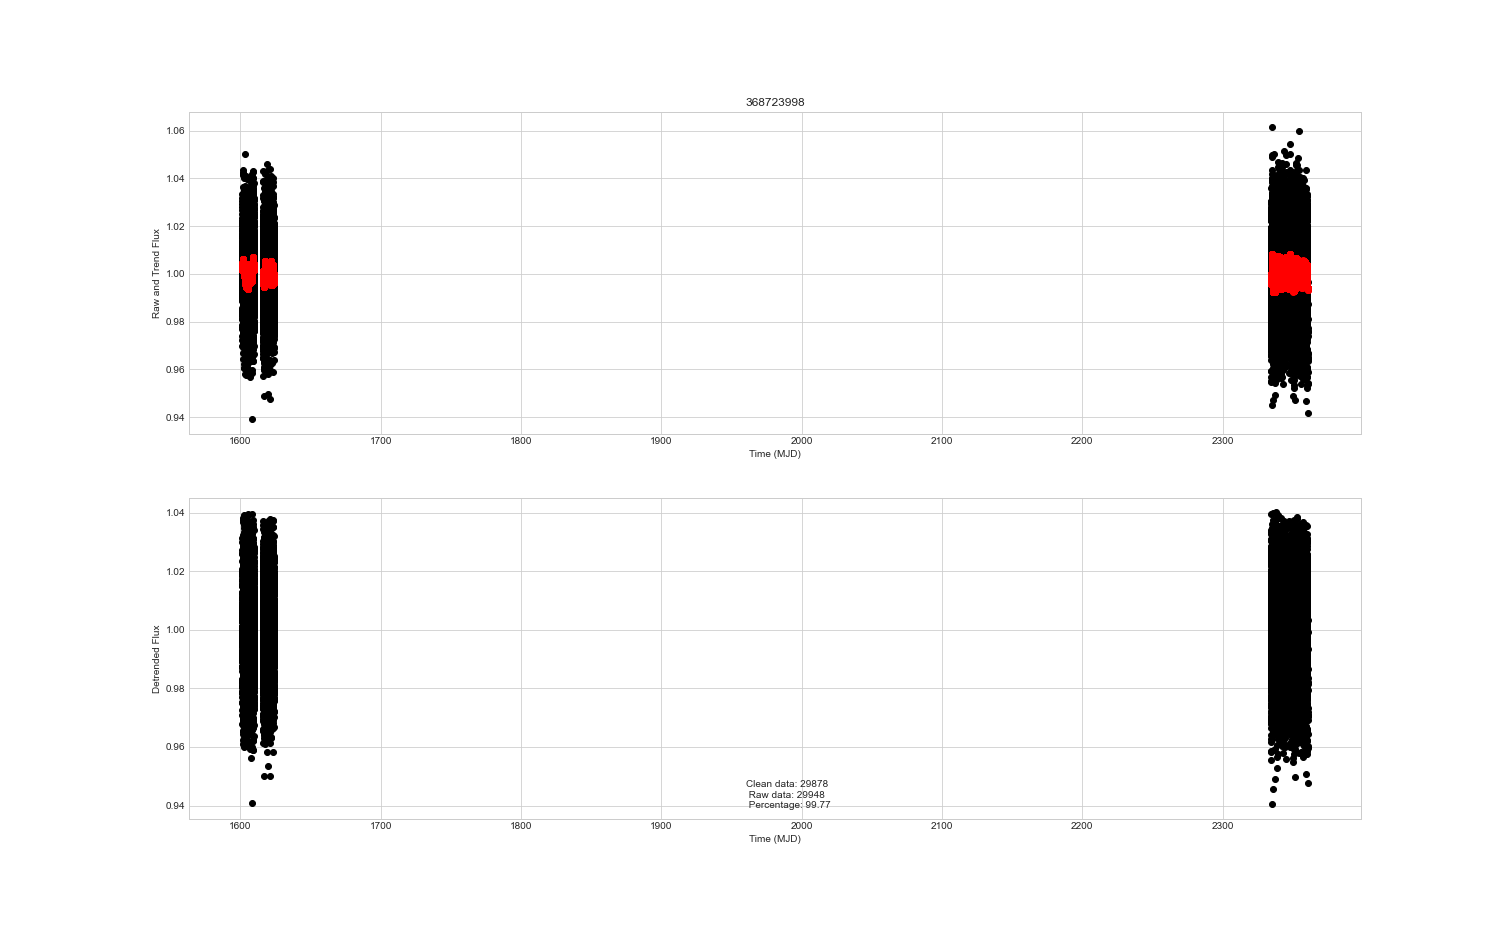 368723998
1.06
1.04
1.02
1.00
0.98
0.96
0.94
Raw and Trend Flux
1600 1700 1800 1900 2000 2100 2200 2300
Time (MJD)
1.04
1.02
1.00
0.98
0.96
0.94
Detrended Flux
Clean data: 29878
Raw data: 29948
Percentage: 99.77
1600 1700 1800 1900 2000 2100 2200 2300
Time (MJD)